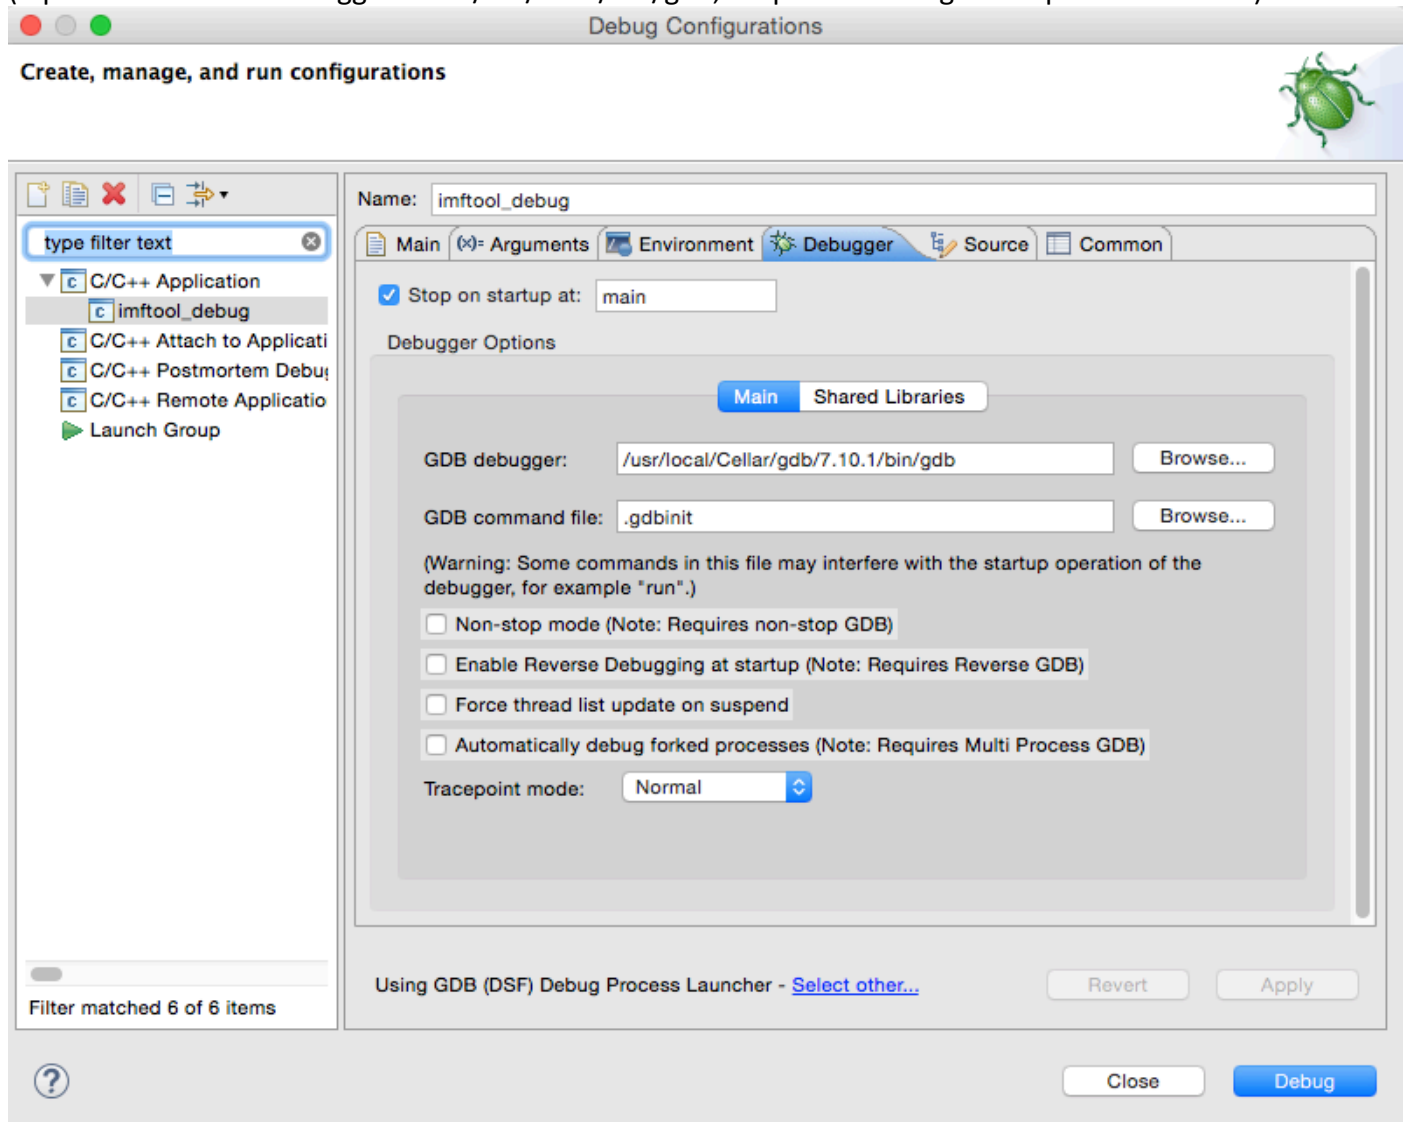 Debug Configurations
Create, manage, and run configurations
type filter text
C/C++ Application
imftool_debug
C/C++ Attach to Applicati
C/C++ Postmortem Debug
C/C++ Remote Applicatio
Launch Group
Filter matched 6 of 6 items
Name: imftool_debug
Main (x)= Arguments Environment Debugger Source Common
Stop on startup at: main
Debugger Options
Main Shared Libraries
GDB debugger: /usr/local/Cellar/gdb/7.10.1/bin/gdb Browse...
GDB command file: .gdbinit Browse...
(Warning: Some commands in this file may interfere with the startup operation of the
debugger, for example "run".)
Non-stop mode (Note: Requires non-stop GDB)
Enable Reverse Debugging at startup (Note: Requires Reverse GDB)
Force thread list update on suspend
Automatically debug forked processes (Note: Requires Multi Process GDB)
Tracepoint mode: Normal
Using GDB (DSF) Debug Process Launcher - Select other... Revert Apply
? Close Debug